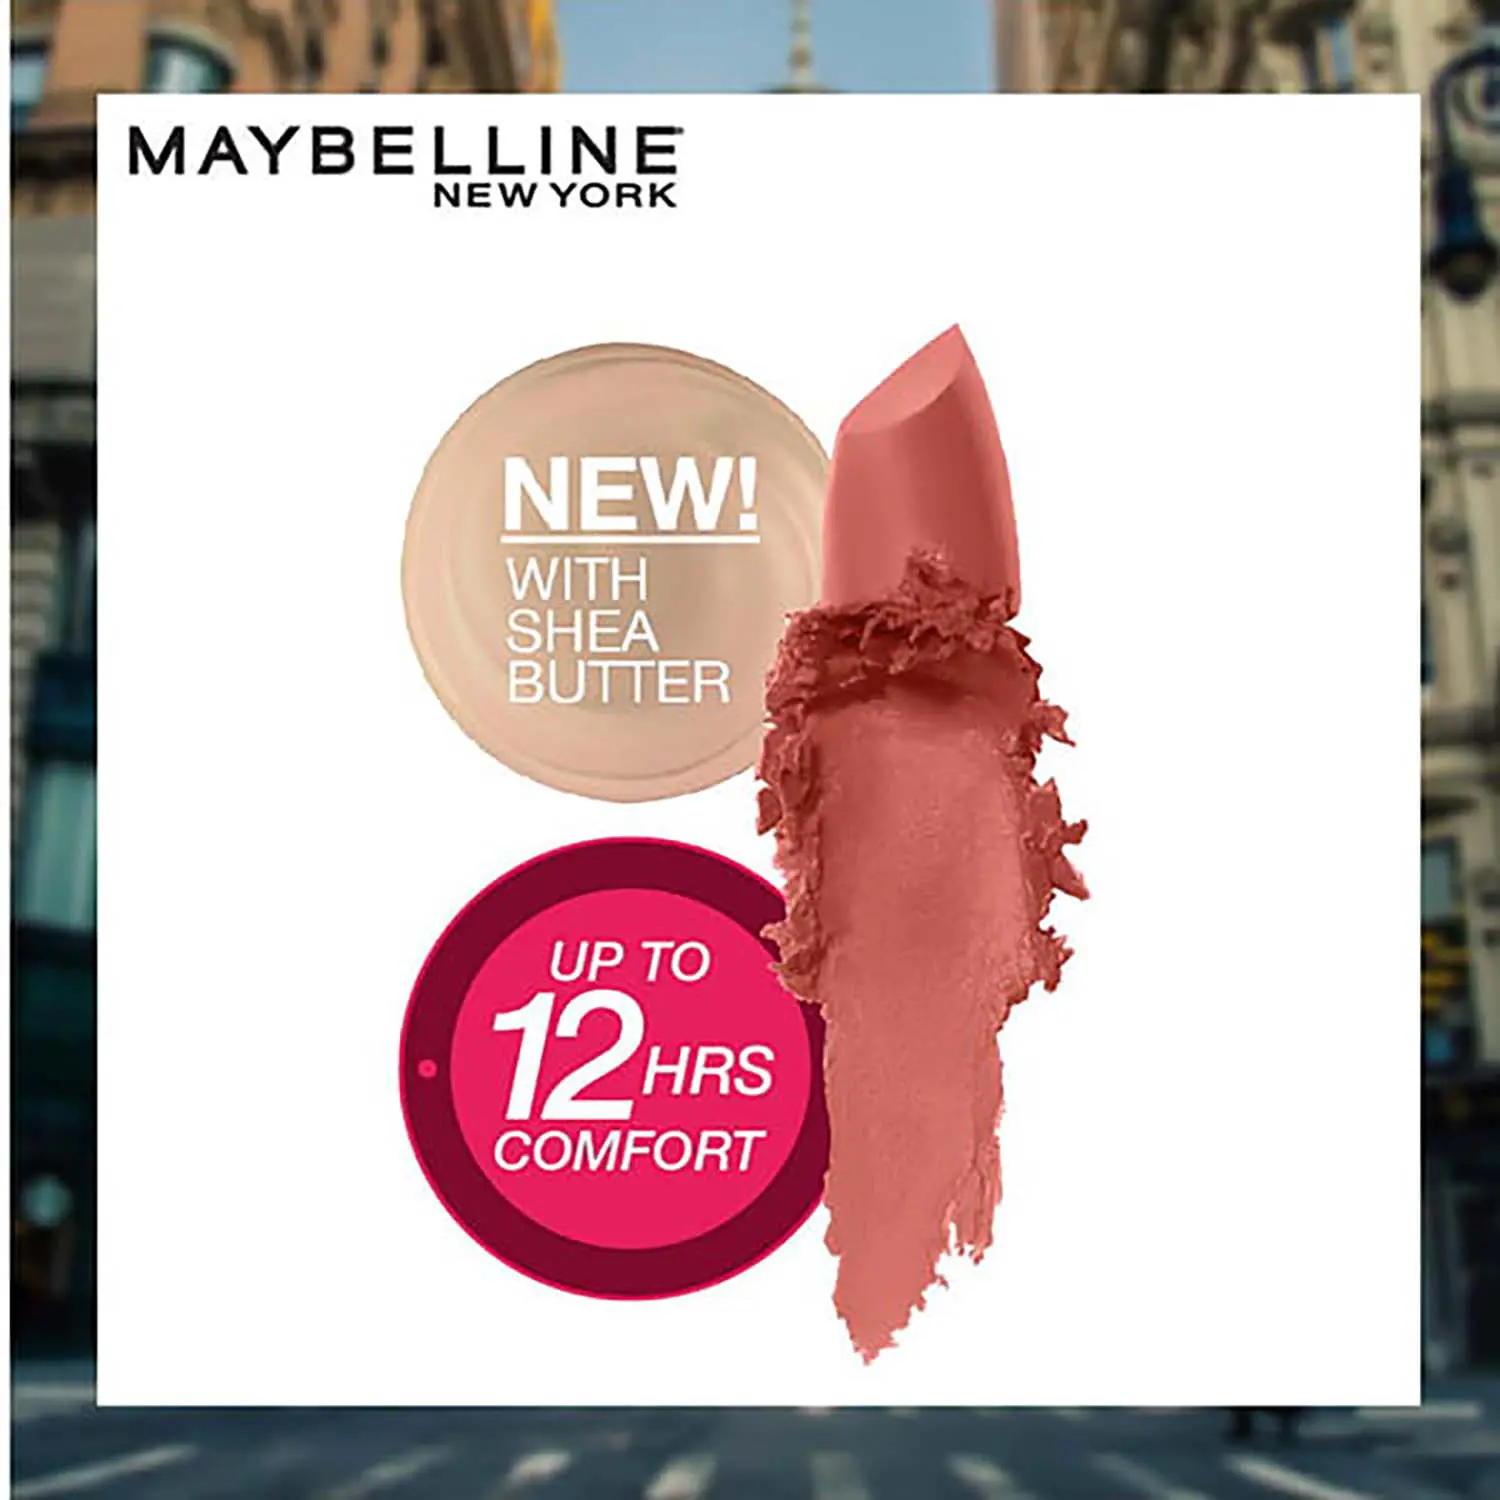 MAYBELLINE
NEW YORK
NEW!
WITH
SHEA
BUTTER
UP TO
12 HRS
COMFORT